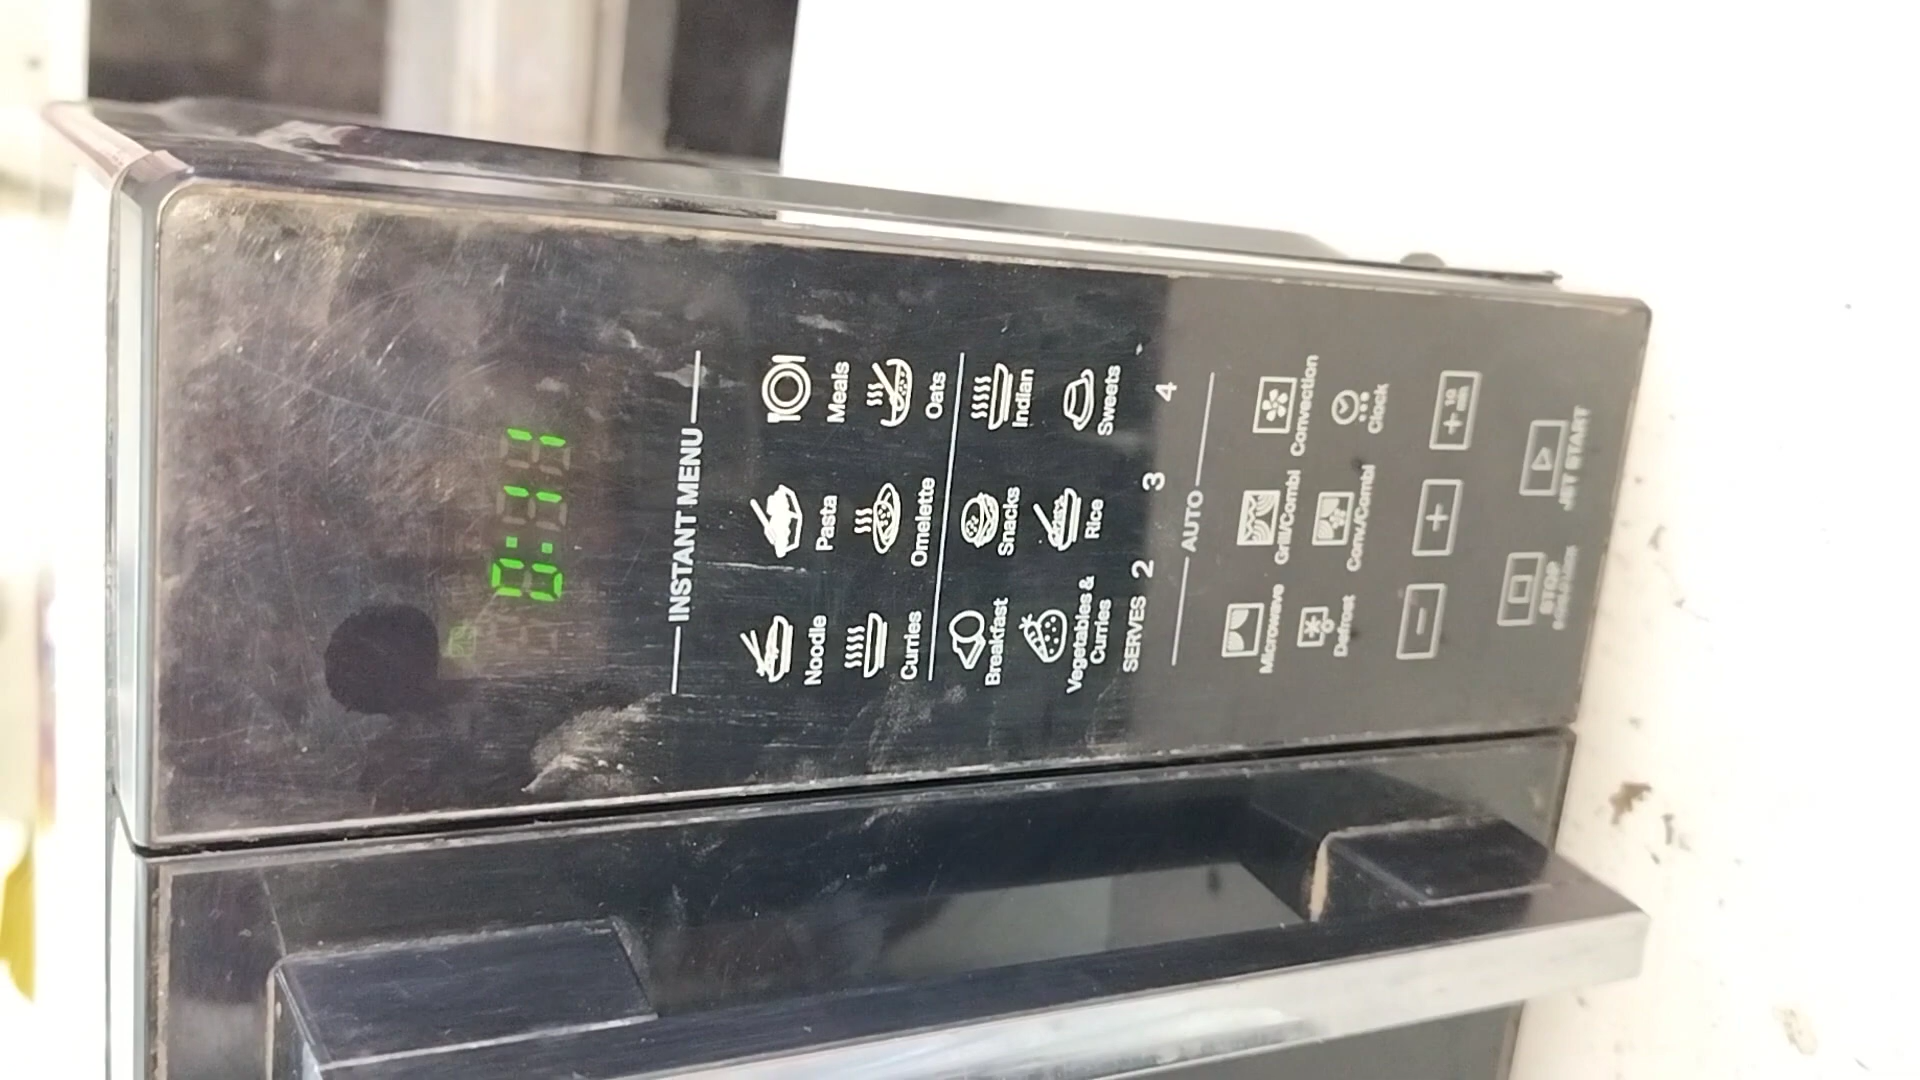 0:11
INSTANT MENU
Noodle Pasta Meals
Curries Omelette Oats
Breakfast Snacks Indian
Vegetables & Curries Rice Sweets
SERVES 2 3 4
AUTO
Microwave Grill/Combi Convection
Defrost Conv/Combi Clock
- + +10 min
STOP JET START